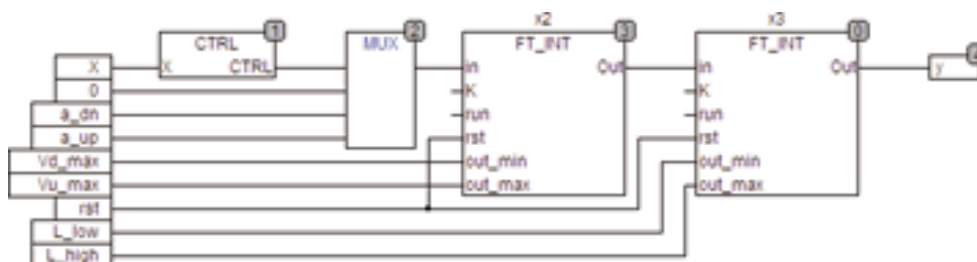 x2 x3
1 2 3 0
CTRL MUX FT_INT FT_INT
X X CTRL in Out in Out y
0 K K
a_dn run run
a_up rst rst
Vd_max out_min out_min
Vu_max out_max out_max
rst
L_low
L_high